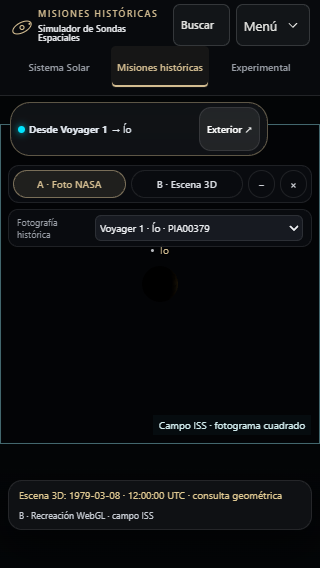 MISIONES HISTÓRICAS
Simulador de Sondas
Espaciales
Buscar
Menú
Sistema Solar
Misiones históricas
Experimental
Desde Voyager 1 → Ío
Exterior ↗
A · Foto NASA
B · Escena 3D
−
×
Fotografía
histórica
Voyager 1 · Ío · PIA00379
Ío
Campo ISS · fotograma cuadrado
Escena 3D: 1979-03-08 · 12:00:00 UTC · consulta geométrica
B · Recreación WebGL · campo ISS